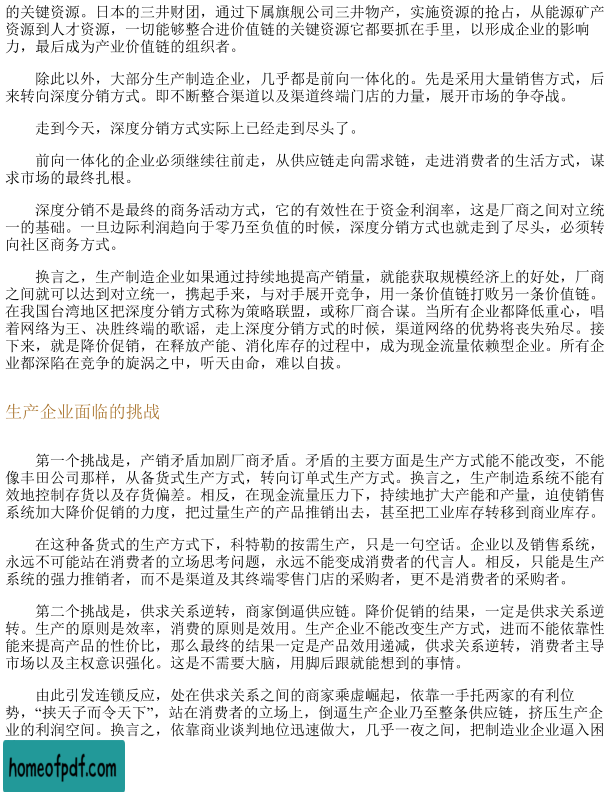 的关键资源。日本的三井财团，通过下属旗舰公司三井物产，实施资源的抢占，从能源矿产
资源到人才资源，一切能够整合进价值链的关键资源它都要抓在手里，以形成企业的影响
力，最后成为产业价值链的组织者。
除此以外，大部分生产制造企业，几乎都是前向一体化的。先是采用大量销售方式，后
来转向深度分销方式。即不断整合渠道以及渠道终端门店的力量，展开市场的争夺战。
走到今天，深度分销方式实际上已经走到尽头了。
前向一体化的企业必须继续往前走，从供应链走向需求链，走进消费者的生活方式，谋
求市场的最终扎根。
深度分销不是最终的商务活动方式，它的有效性在于资金利润率，这是厂商之间对立统
一的基础。一旦边际利润趋向于零乃至负值的时候，深度分销方式也就走到了尽头，必须转
向社区商务方式。
换言之，生产制造企业如果通过持续地提高产销量，就能获取规模经济上的好处，厂商
之间就可以达到对立统一，携起手来，与对手展开竞争，用一条价值链打败另一条价值链。
在我国台湾地区把深度分销方式称为策略联盟，或称厂商合谋。当所有企业都降低重心，唱
着网络为王、决胜终端的歌谣，走上深度分销方式的时候，渠道网络的优势将丧失殆尽。接
下来，就是降价促销，在释放产能、消化库存的过程中，成为现金流量依赖型企业。所有企
业都深陷在竞争的旋涡之中，听天由命，难以自拔。
生产企业面临的挑战
第一个挑战是，产销矛盾加剧厂商矛盾。矛盾的主要方面是生产方式能不能改变，不能
像丰田公司那样，从备货式生产方式，转向订单式生产方式。换言之，生产制造系统不能有
效地控制存货以及存货偏差。相反，在现金流量压力下，持续地扩大产能和产量，迫使销售
系统加大降价促销的力度，把过量生产的产品推销出去，甚至把工业库存转移到商业库存。
在这种备货式的生产方式下，科特勒的按需生产，只是一句空话。企业以及销售系统，
永远不可能站在消费者的立场思考问题，永远不能变成消费者的代言人。相反，只能是生产
系统的强力推销者，而不是渠道及其终端零售门店的采购者，更不是消费者的采购者。
第二个挑战是，供求关系逆转，商家倒逼供应链。降价促销的结果，一定是供求关系逆
转。生产的原则是效率，消费的原则是效用。生产企业不能改变生产方式，进而不能依靠性
能来提高产品的性价比，那么最终的结果一定是产品效用递减，供求关系逆转，消费者主导
市场以及主权意识强化。这是不需要大脑，用脚后跟就能想到的事情。
由此引发连锁反应，处在供求关系之间的商家乘虚崛起，依靠一手托两家的有利位
势，“挟天子而令天下”，站在消费者的立场上，倒逼生产企业乃至整条供应链，挤压生产企
业的利润空间。换言之，依靠商业谈判地位迅速做大，几乎一夜之间，把制造业企业逼入困
homeofpdf.com